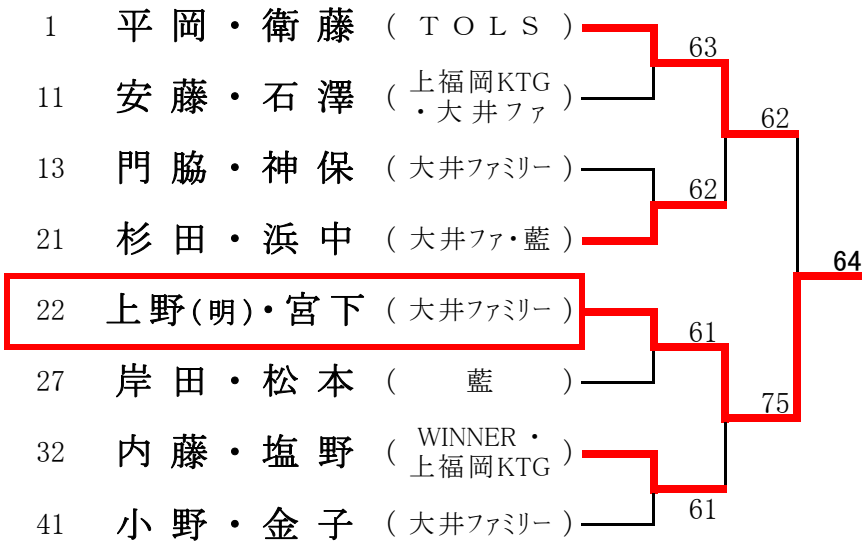 1 平岡・衛藤 (TOLS)
63
11 安藤・石澤 (上福岡KTG
・大井ファ)
62
13 門脇・神保 (大井ファミリー)
62
21 杉田・浜中 (大井ファ・藍)
64
22 上野(明)・宮下 (大井ファミリー)
61
27 岸田・松本 (藍)
75
32 内藤・塩野 (WINNER・
上福岡KTG)
61
41 小野・金子 (大井ファミリー)